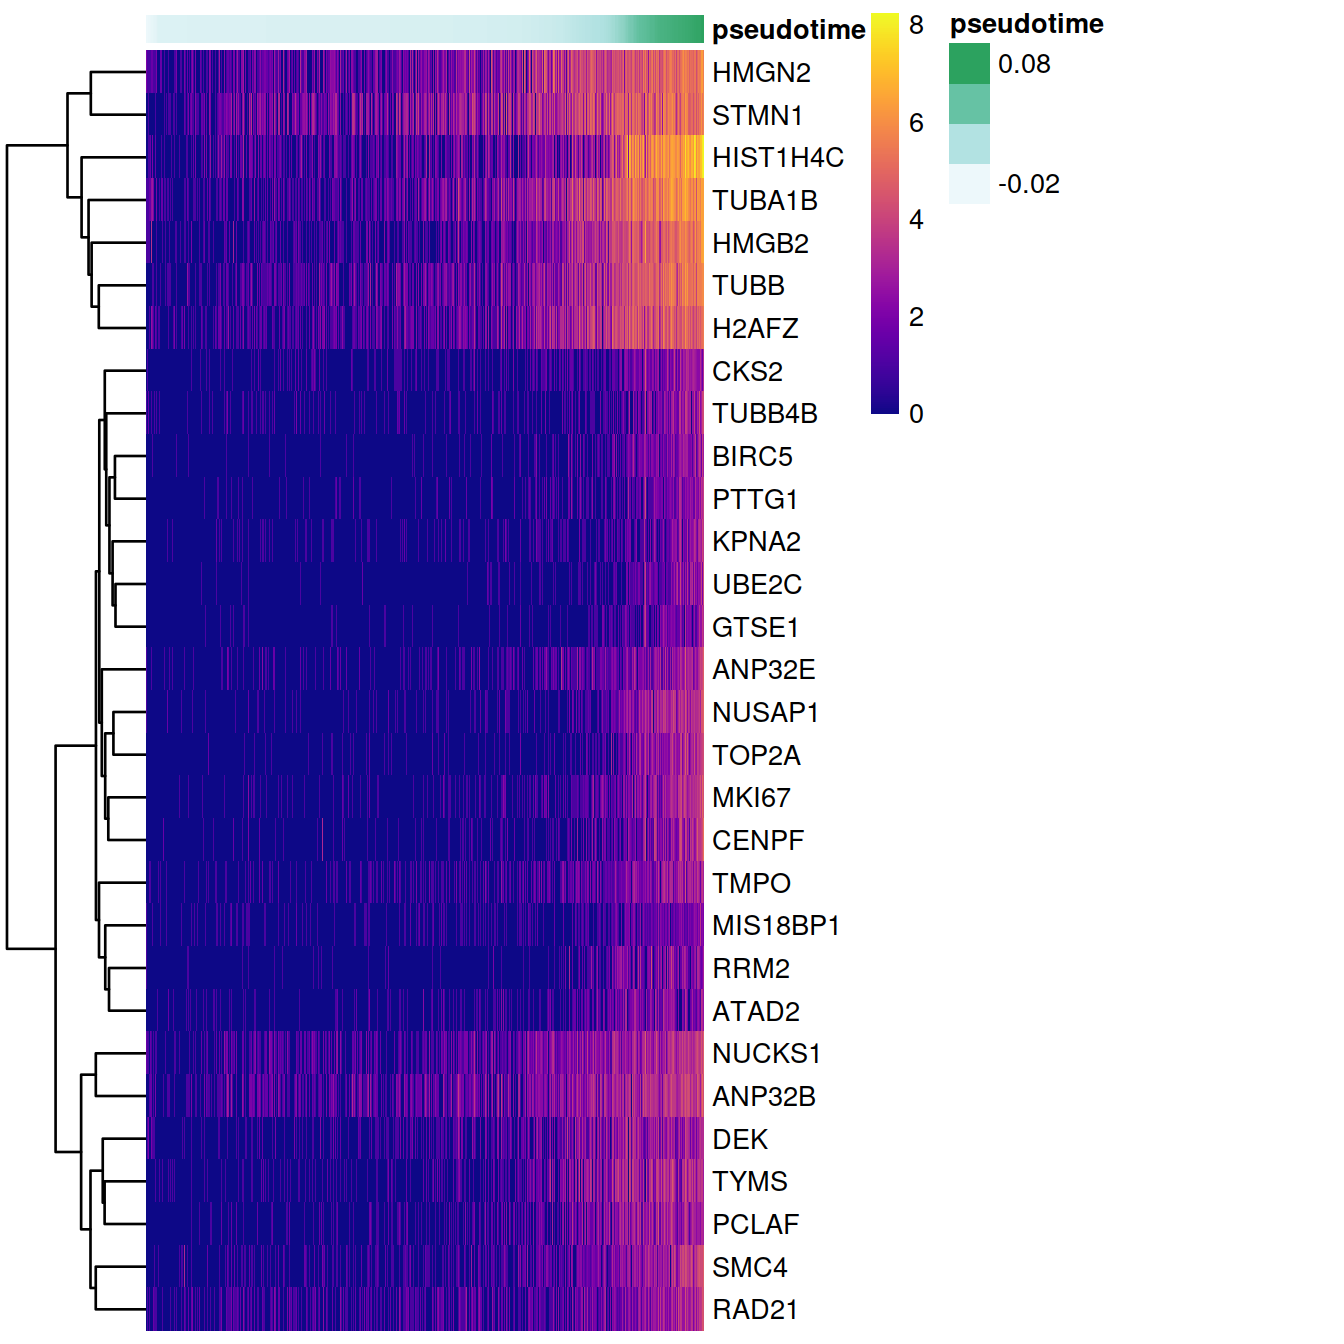 pseudotime
HMGN2
STMN1
HIST1H4C
TUBA1B
HMGB2
TUBB
H2AFZ
CKS2
TUBB4B
BIRC5
PTTG1
KPNA2
UBE2C
GTSE1
ANP32E
NUSAP1
TOP2A
MKI67
CENPF
TMPO
MIS18BP1
RRM2
ATAD2
NUCKS1
ANP32B
DEK
TYMS
PCLAF
SMC4
RAD21
8
6
4
2
0
pseudotime
0.08
-0.02